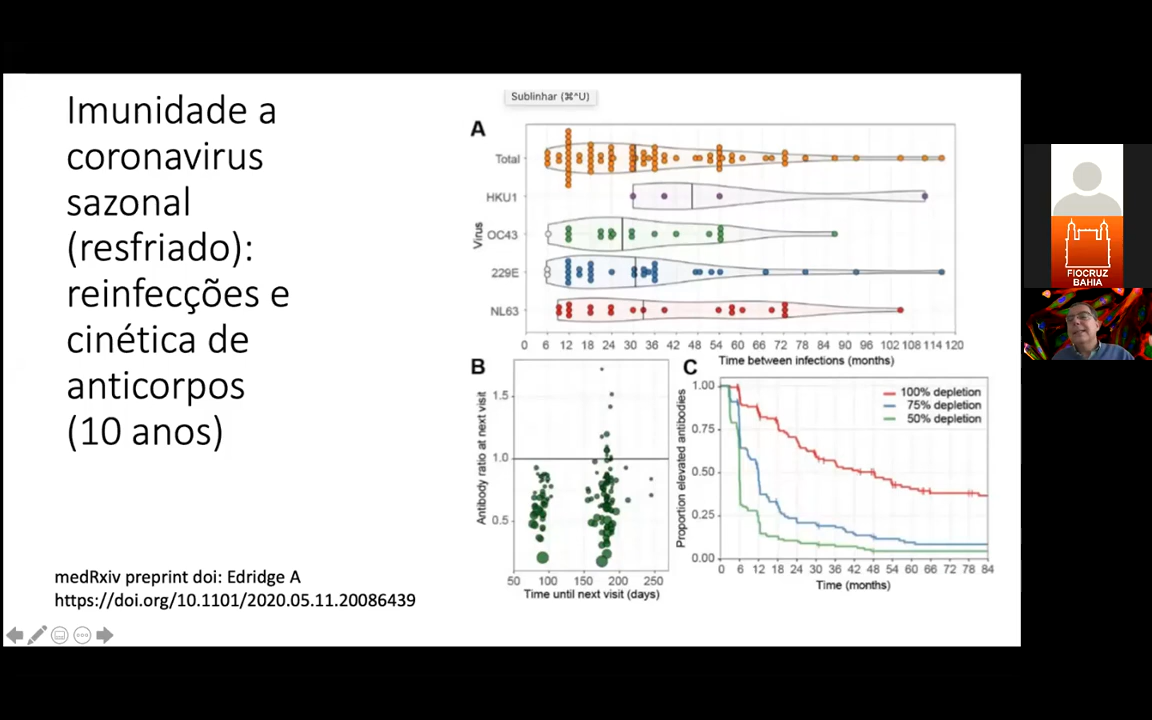 Imunidade a
coronavirus
sazonal
(resfriado):
reinfecções e
cinética de
anticorpos
(10 anos)
medRxiv preprint doi: Edridge A
https://doi.org/10.1101/2020.05.11.20086439
Sublinhar (⌘^U)
A
Virus
Total
HKU1
OC43
229E
NL63
0 6 12 18 24 30 36 42 48 54 60 66 72 78 84 90 96 102 108 114 120
Time between infections (months)
B
Antibody ratio at next visit
1.5
1.0
0.5
50 100 150 200 250
Time until next visit (days)
C
Proportion elevated antibodies
1.00
0.75
0.50
0.25
0.00
100% depletion
75% depletion
50% depletion
0 6 12 18 24 30 36 42 48 54 60 66 72 78 84
Time (months)
FIOCRUZ
BAHIA